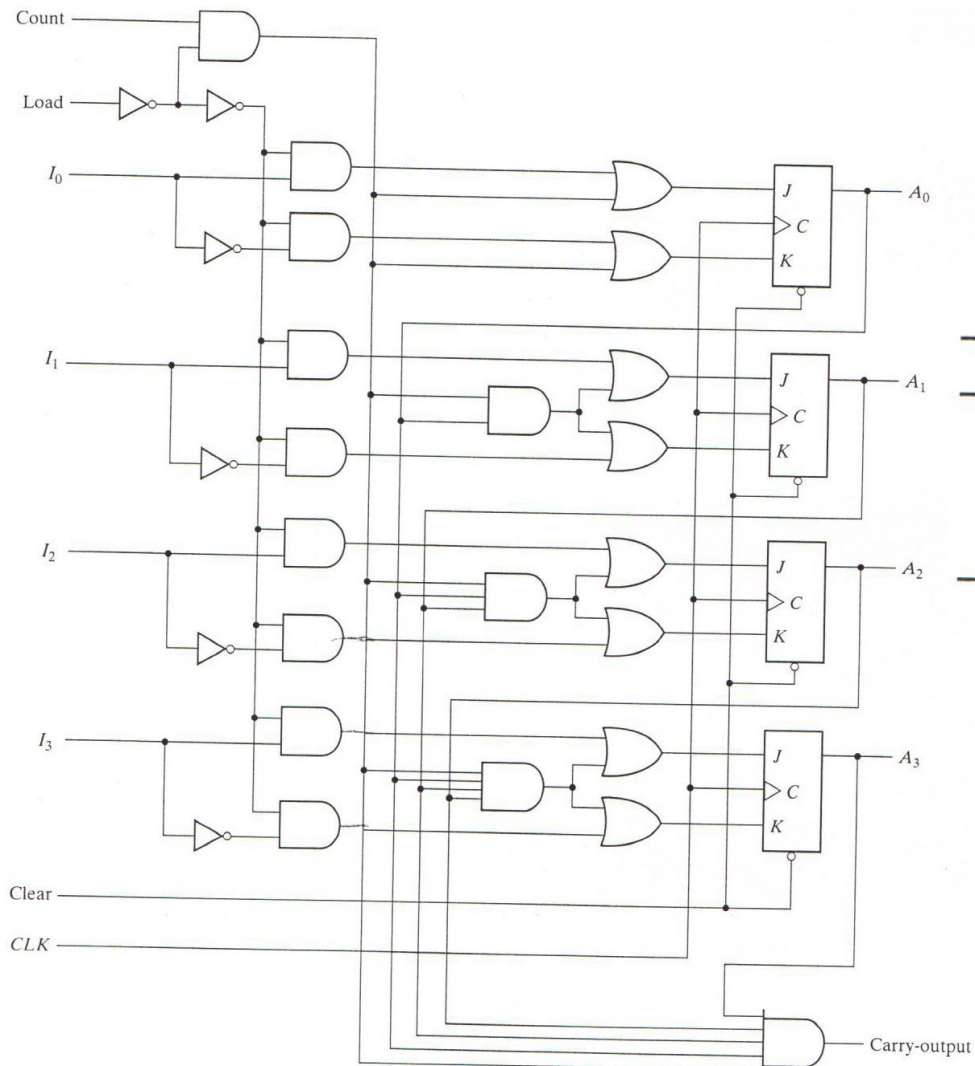 Count
Load
I₀
J
A₀
C
K
I₁
J
A₁
C
K
I₂
J
A₂
C
K
I₃
J
A₃
C
K
Clear
CLK
Carry-output